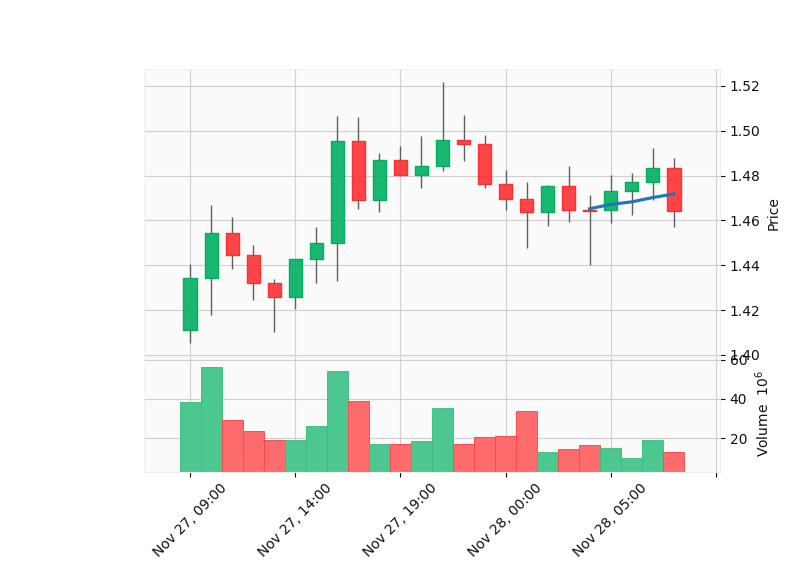 1.52
1.50
1.48
1.46
1.44
1.42
1.40
Price
60
40
20
Volume 10⁶
Nov 27, 09:00
Nov 27, 14:00
Nov 27, 19:00
Nov 28, 00:00
Nov 28, 05:00